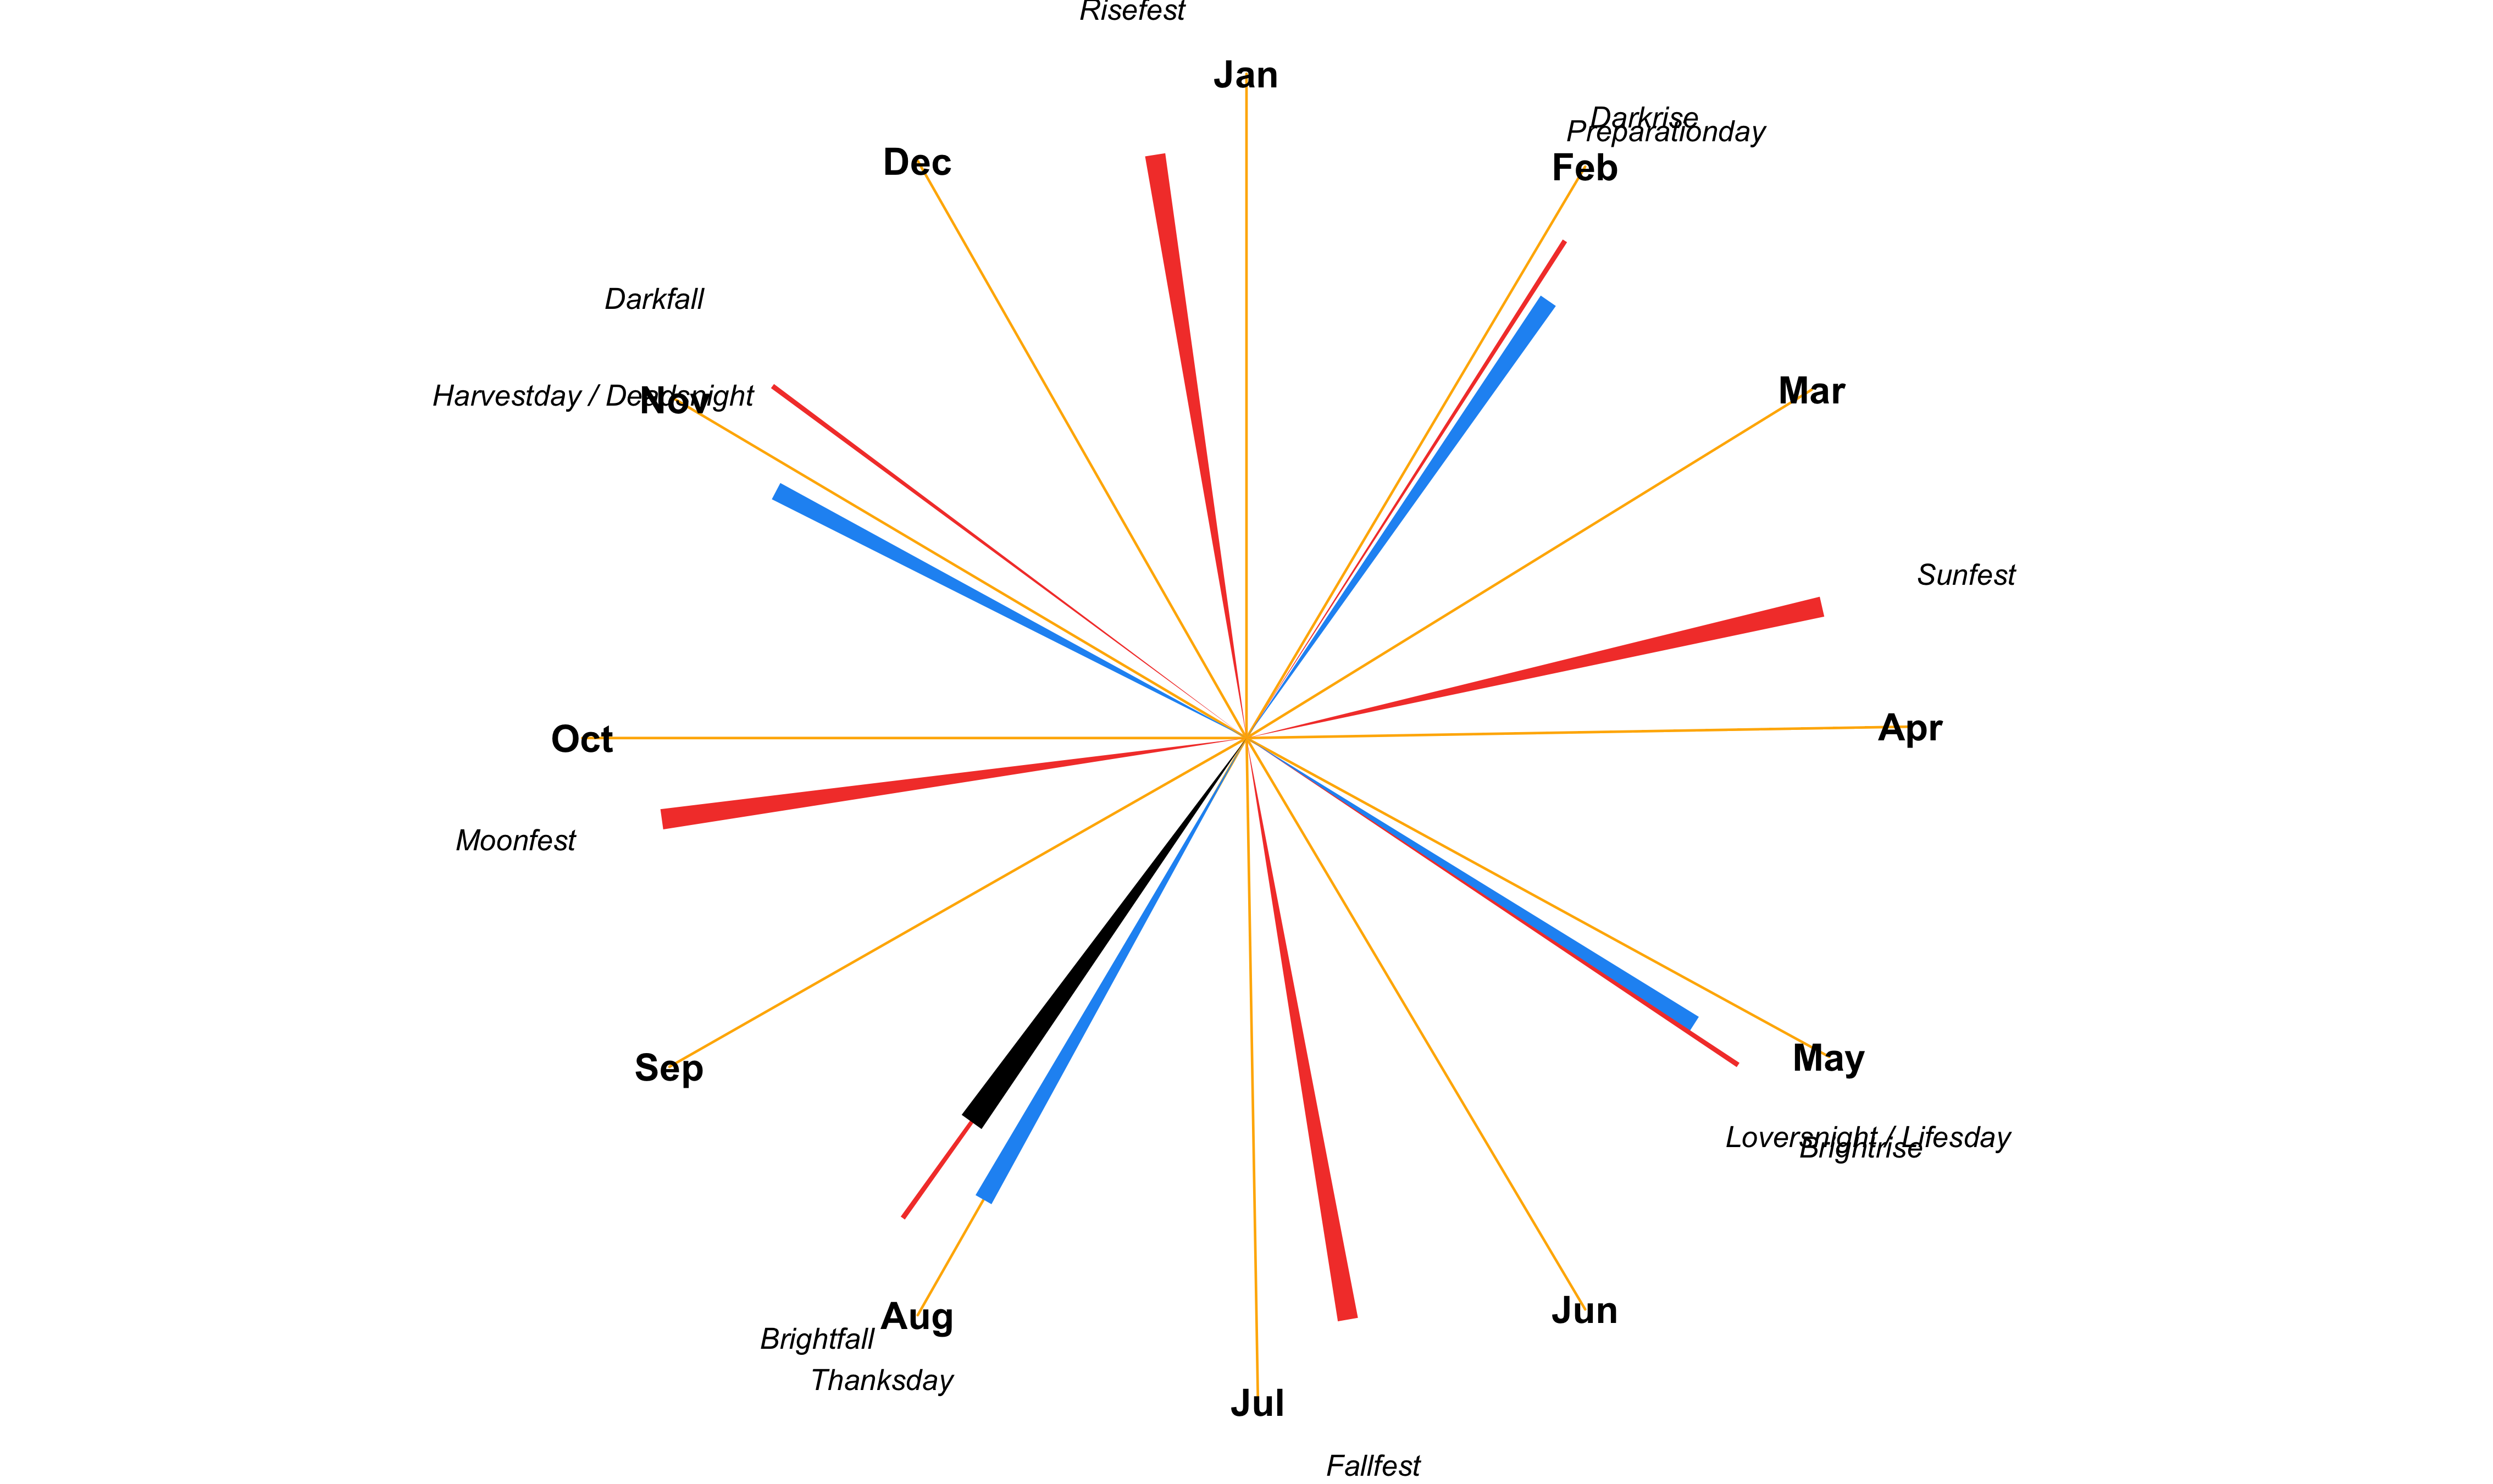 Risefest
Jan
Darkrise
Preparationday
Dec
Feb
Darkfall
Mar
Harvestday / Deadsnight
Nov
Sunfest
Apr
Oct
Moonfest
May
Sep
Loversnight / Lifesday
Brightrise
Jun
Aug
Brightfall
Thanksday
Jul
Fallfest